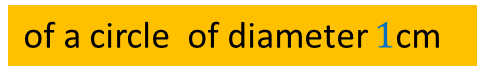 of a circle  of diameter 1cm